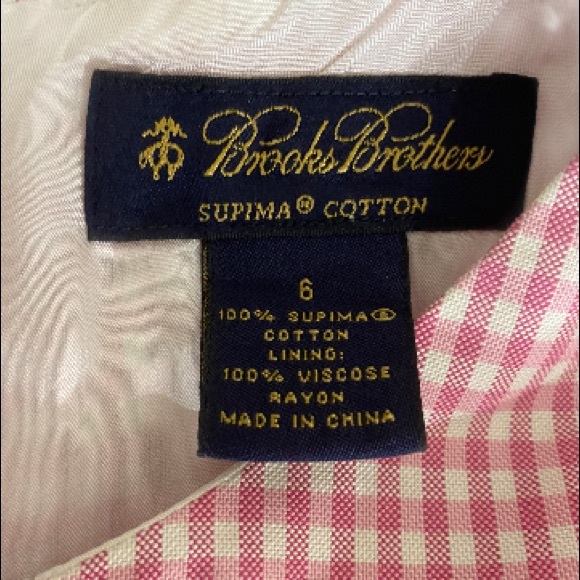 Brooks Brothers
SUPIMA® COTTON
6
100% SUPIMA®
COTTON
LINING:
100% VISCOSE
RAYON
MADE IN CHINA